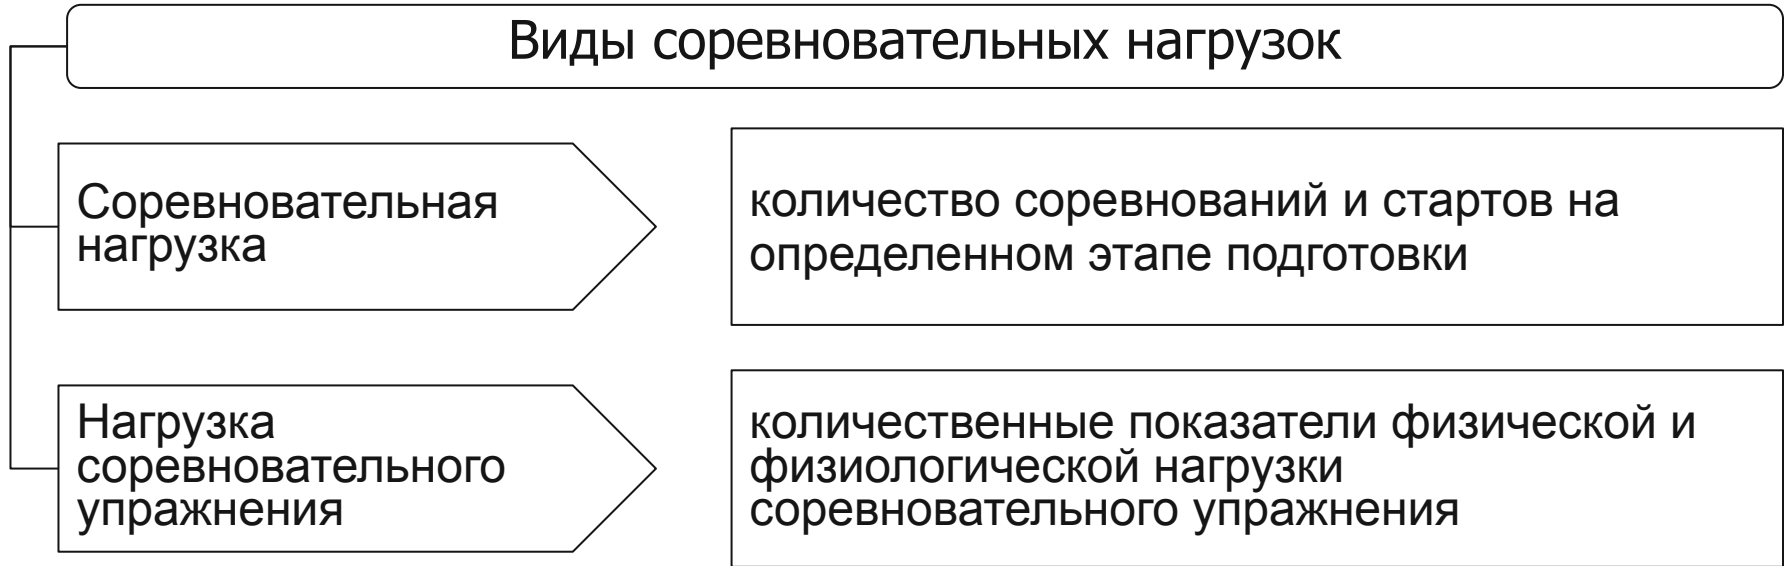 Виды соревновательных нагрузок
Соревновательная
нагрузка
количество соревнований и стартов на
определенном этапе подготовки
Нагрузка
соревновательного
упражнения
количественные показатели физической и
физиологической нагрузки
соревновательного упражнения